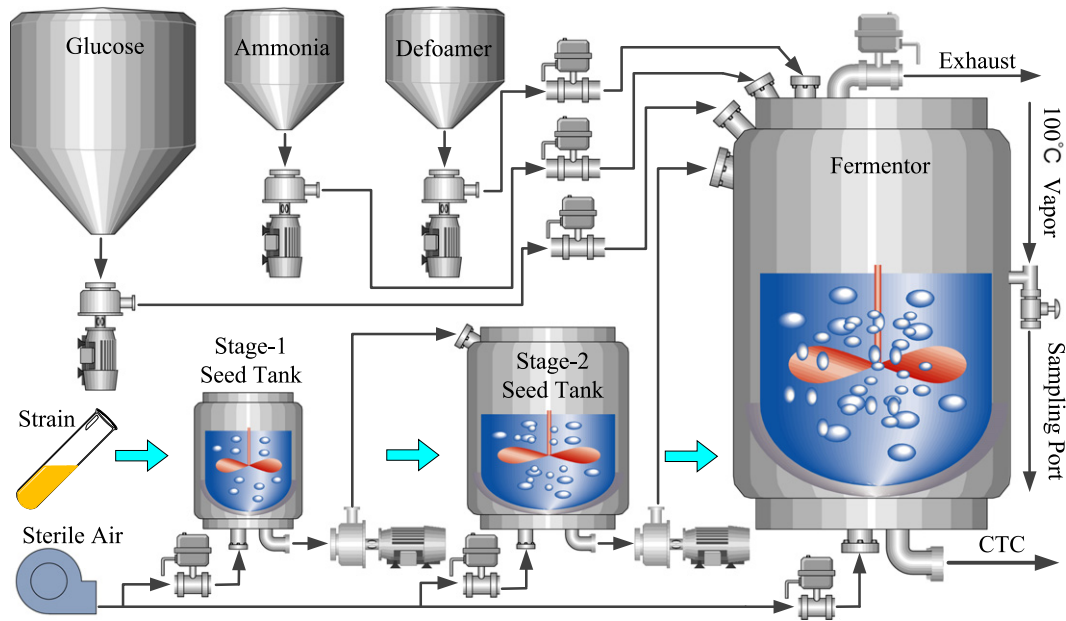 Glucose
Ammonia
Defoamer
Exhaust
100℃ Vapor
Fermentor
Stage-1
Seed Tank
Stage-2
Seed Tank
Strain
Sampling Port
Sterile Air
CTC